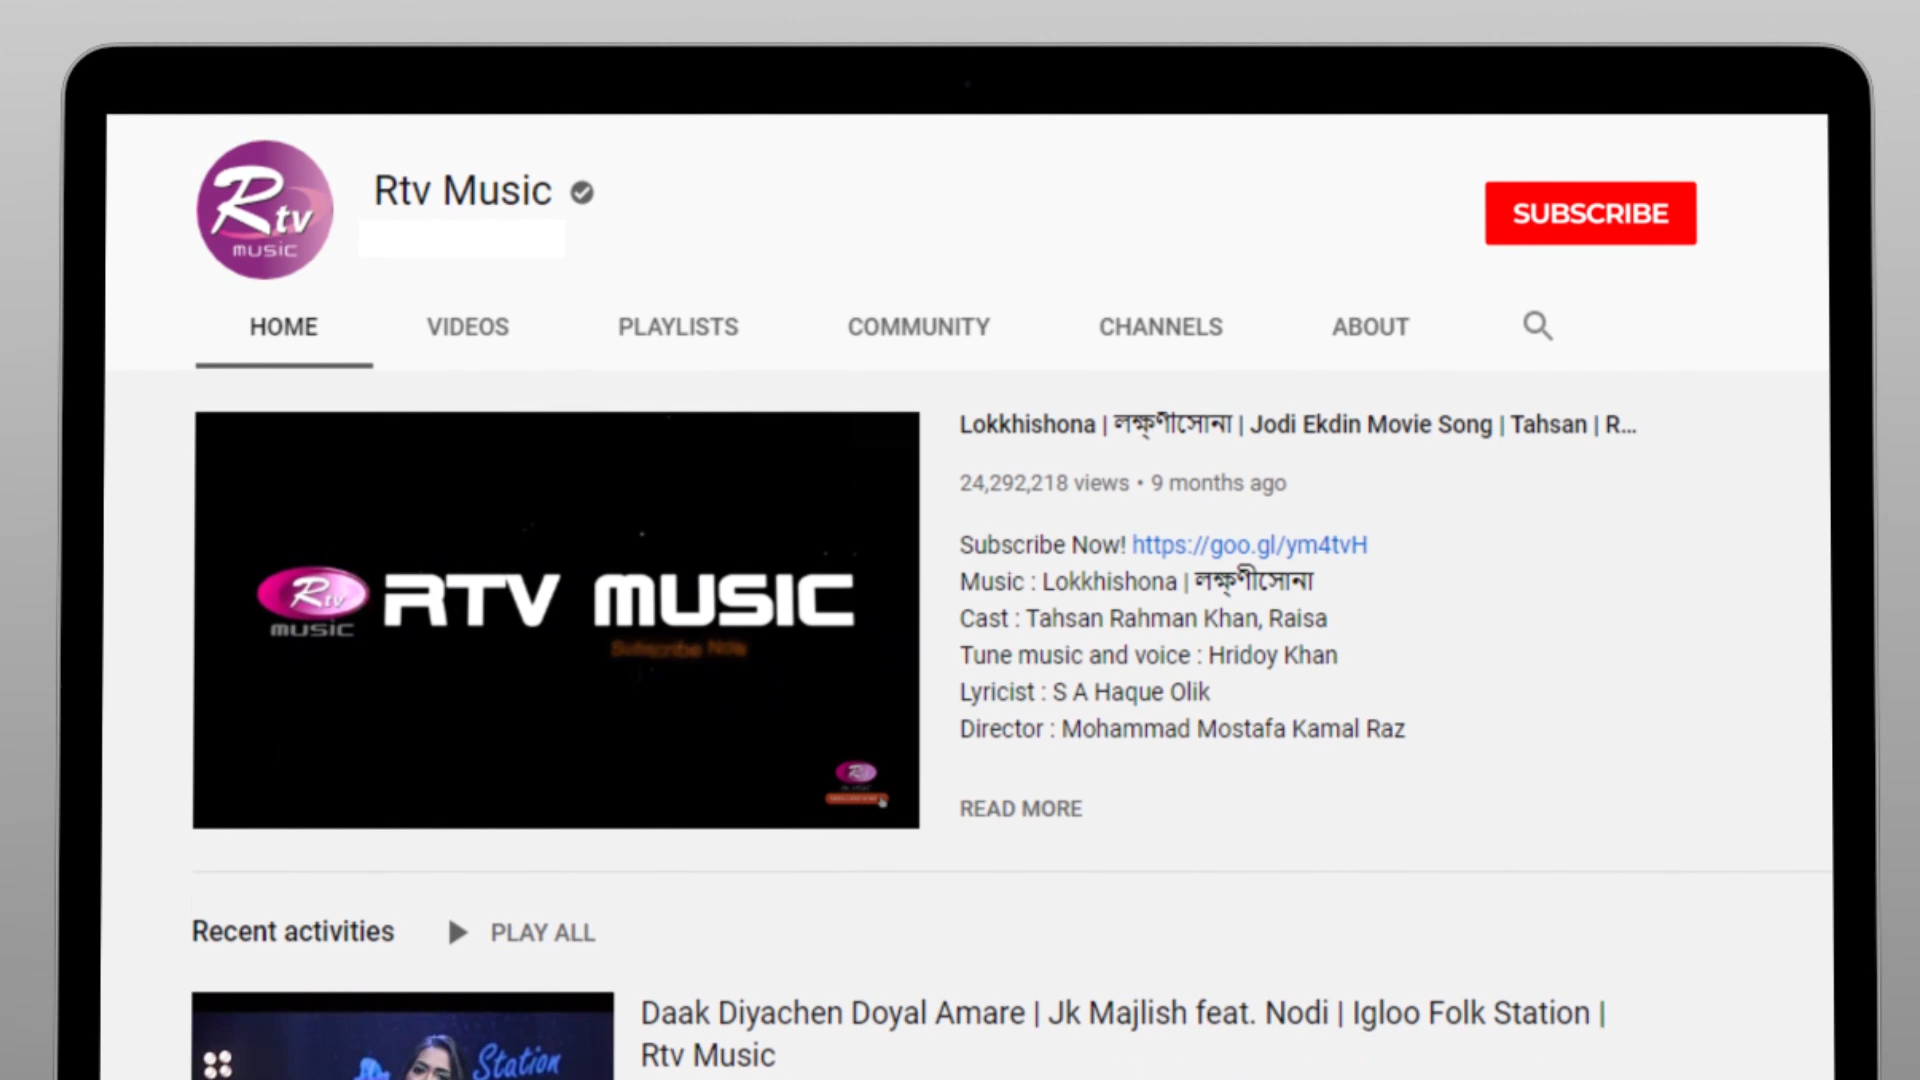 Rtv
MUSIC
Rtv Music
SUBSCRIBE
HOME
VIDEOS
PLAYLISTS
COMMUNITY
CHANNELS
ABOUT
Rtv
MUSIC
RTV MUSIC
Subscribe Now
Rtv
Lokkhishona | লক্ষ্ণীসোনা | Jodi Ekdin Movie Song | Tahsan | R...
24,292,218 views • 9 months ago
Subscribe Now! https://goo.gl/ym4tvH
Music : Lokkhishona | লক্ষ্ণীসোনা
Cast : Tahsan Rahman Khan, Raisa
Tune music and voice : Hridoy Khan
Lyricist : S A Haque Olik
Director : Mohammad Mostafa Kamal Raz
READ MORE
Recent activities
PLAY ALL
Station
Daak Diyachen Doyal Amare | Jk Majlish feat. Nodi | Igloo Folk Station |
Rtv Music